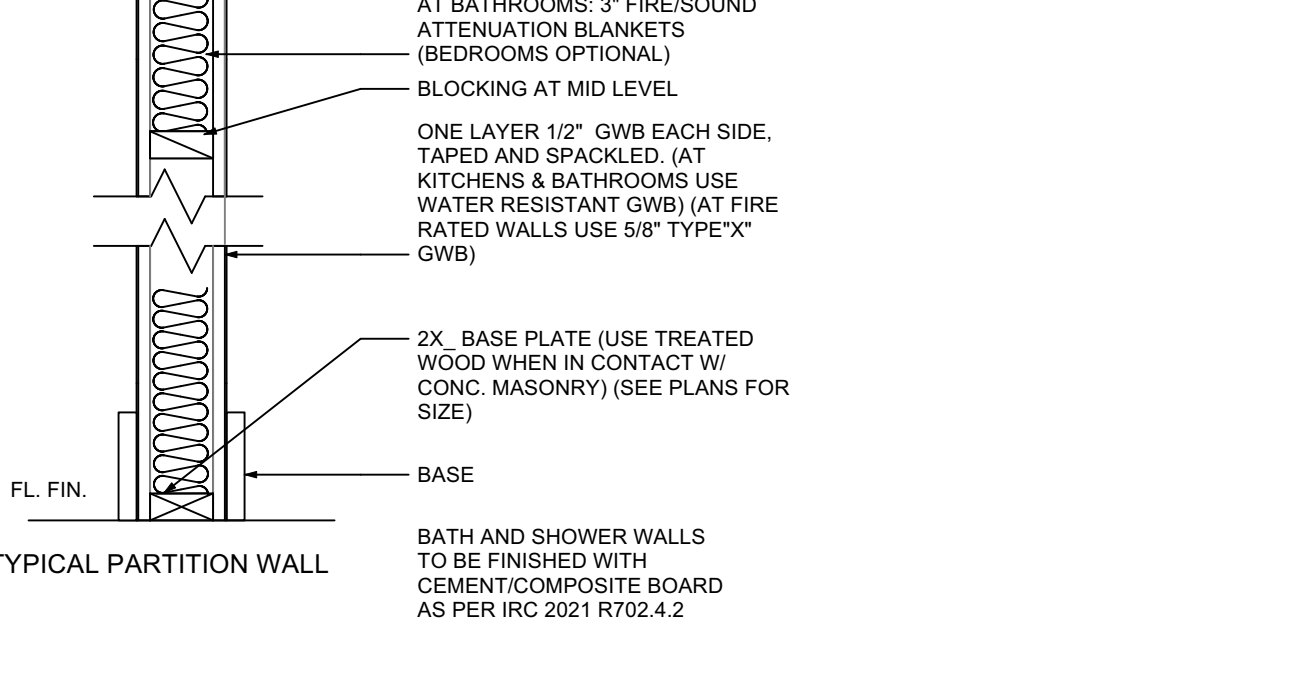 AT BATHROOMS: 3" FIRE/SOUND
ATTENUATION BLANKETS
(BEDROOMS OPTIONAL)
BLOCKING AT MID LEVEL
ONE LAYER 1/2"  GWB EACH SIDE,
TAPED AND SPACKLED. (AT
KITCHENS & BATHROOMS USE
WATER RESISTANT GWB) (AT FIRE
RATED WALLS USE 5/8" TYPE"X"
GWB)
2X_ BASE PLATE (USE TREATED
WOOD WHEN IN CONTACT W/
CONC. MASONRY) (SEE PLANS FOR
SIZE)
BASE
FL. FIN.
TYPICAL PARTITION WALL
BATH AND SHOWER WALLS
TO BE FINISHED WITH
CEMENT/COMPOSITE BOARD
AS PER IRC 2021 R702.4.2